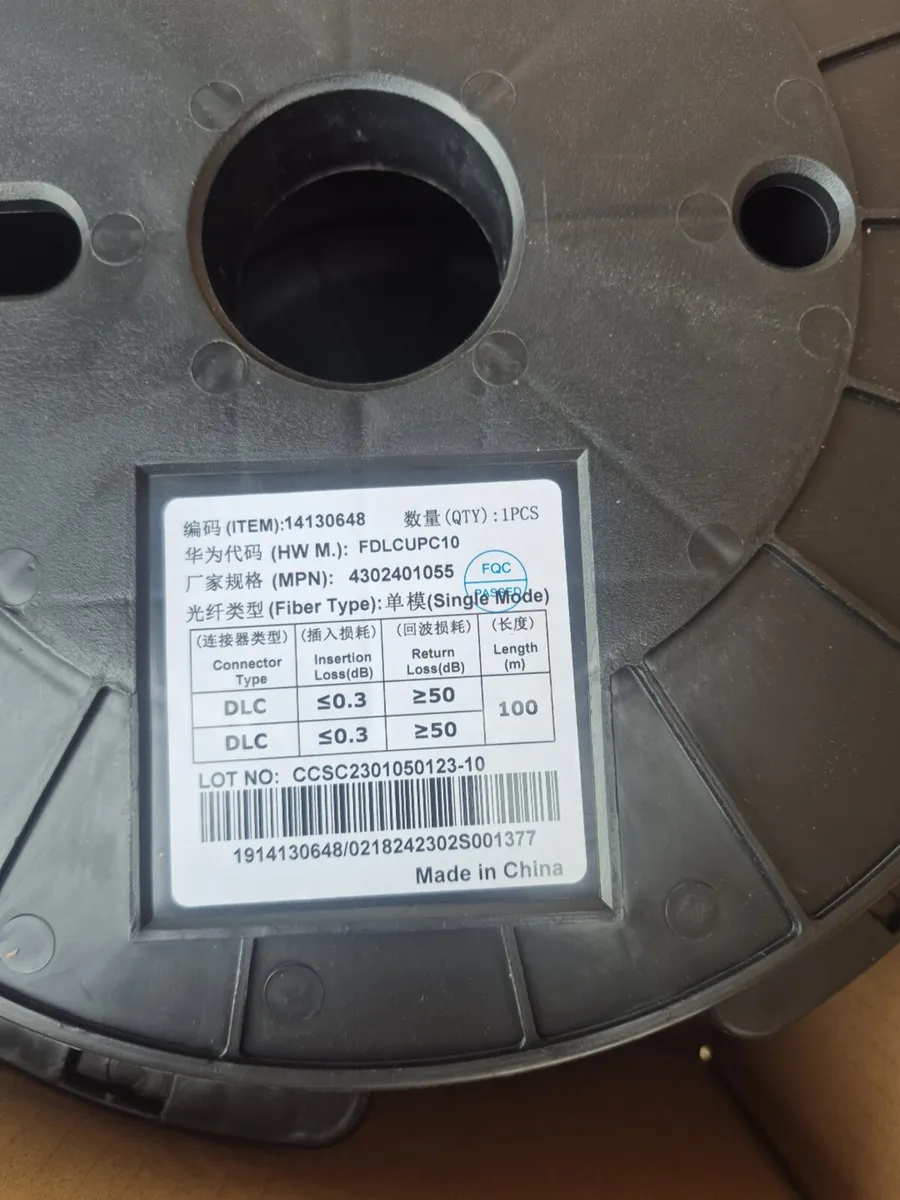 编码(ITEM):14130648 数量(QTY):1PCS
华为代码 (HW M.): FDLCUPC10
厂家规格 (MPN): 4302401055
FQC
PASSED
光纤类型(Fiber Type):单模(Single Mode)
(连接器类型) (插入损耗) (回波损耗) (长度)
Connector Type Insertion Loss(dB) Return Loss(dB) Length (m)
DLC ≤0.3 ≥50 100
DLC ≤0.3 ≥50
LOT NO: CCSC2301050123-10
1914130648/0218242302S001377
Made in China